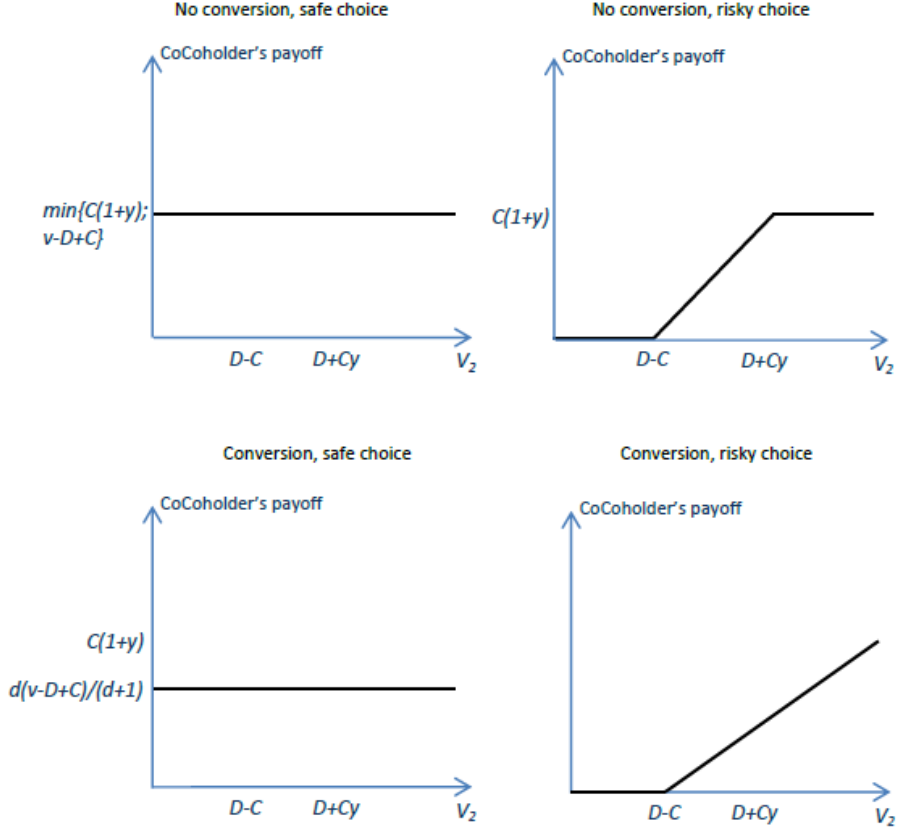 No conversion, safe choice
CoCoholder's payoff
min{C(1+y);
v-D+C}
D-C
D+Cy
V2
No conversion, risky choice
CoCoholder's payoff
C(1+y)
D-C
D+Cy
V2
Conversion, safe choice
CoCoholder's payoff
C(1+y)
d(v-D+C)/(d+1)
D-C
D+Cy
V2
Conversion, risky choice
CoCoholder's payoff
D-C
D+Cy
V2